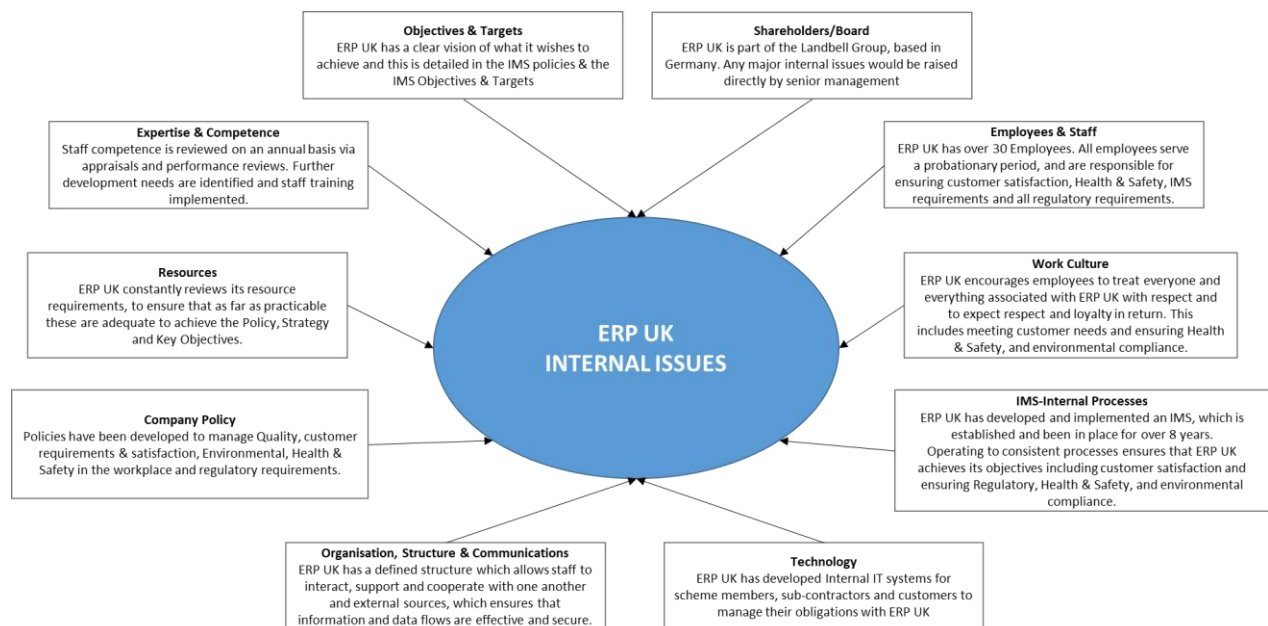 Objectives & Targets
ERP UK has a clear vision of what it wishes to
achieve and this is detailed in the IMS policies & the
IMS Objectives & Targets
Shareholders/Board
ERP UK is part of the Landbell Group, based in
Germany. Any major internal issues would be raised
directly by senior management
Expertise & Competence
Staff competence is reviewed on an annual basis via
appraisals and performance reviews. Further
development needs are identified and staff training
implemented.
Employees & Staff
ERP UK has over 30 Employees. All employees serve
a probationary period, and are responsible for
ensuring customer satisfaction, Health & Safety, IMS
requirements and all regulatory requirements.
Resources
ERP UK constantly reviews its resource
requirements, to ensure that as far as practicable
these are adequate to achieve the Policy, Strategy
and Key Objectives.
Work Culture
ERP UK encourages employees to treat everyone and
everything associated with ERP UK with respect and
to expect respect and loyalty in return. This
includes meeting customer needs and ensuring Health
& Safety, and environmental compliance.
ERP UK
INTERNAL ISSUES
Company Policy
Policies have been developed to manage Quality, customer
requirements & satisfaction, Environmental, Health &
Safety in the workplace and regulatory requirements.
IMS-Internal Processes
ERP UK has developed and implemented an IMS, which is
established and been in place for over 8 years.
Operating to consistent processes ensures that ERP UK
achieves its objectives including customer satisfaction and
ensuring Regulatory, Health & Safety, and environmental
compliance.
Organisation, Structure & Communications
ERP UK has a defined structure which allows staff to
interact, support and cooperate with one another
and external sources, which ensures that
information and data flows are effective and secure.
Technology
ERP UK has developed Internal IT systems for
scheme members, sub-contractors and customers to
manage their obligations with ERP UK